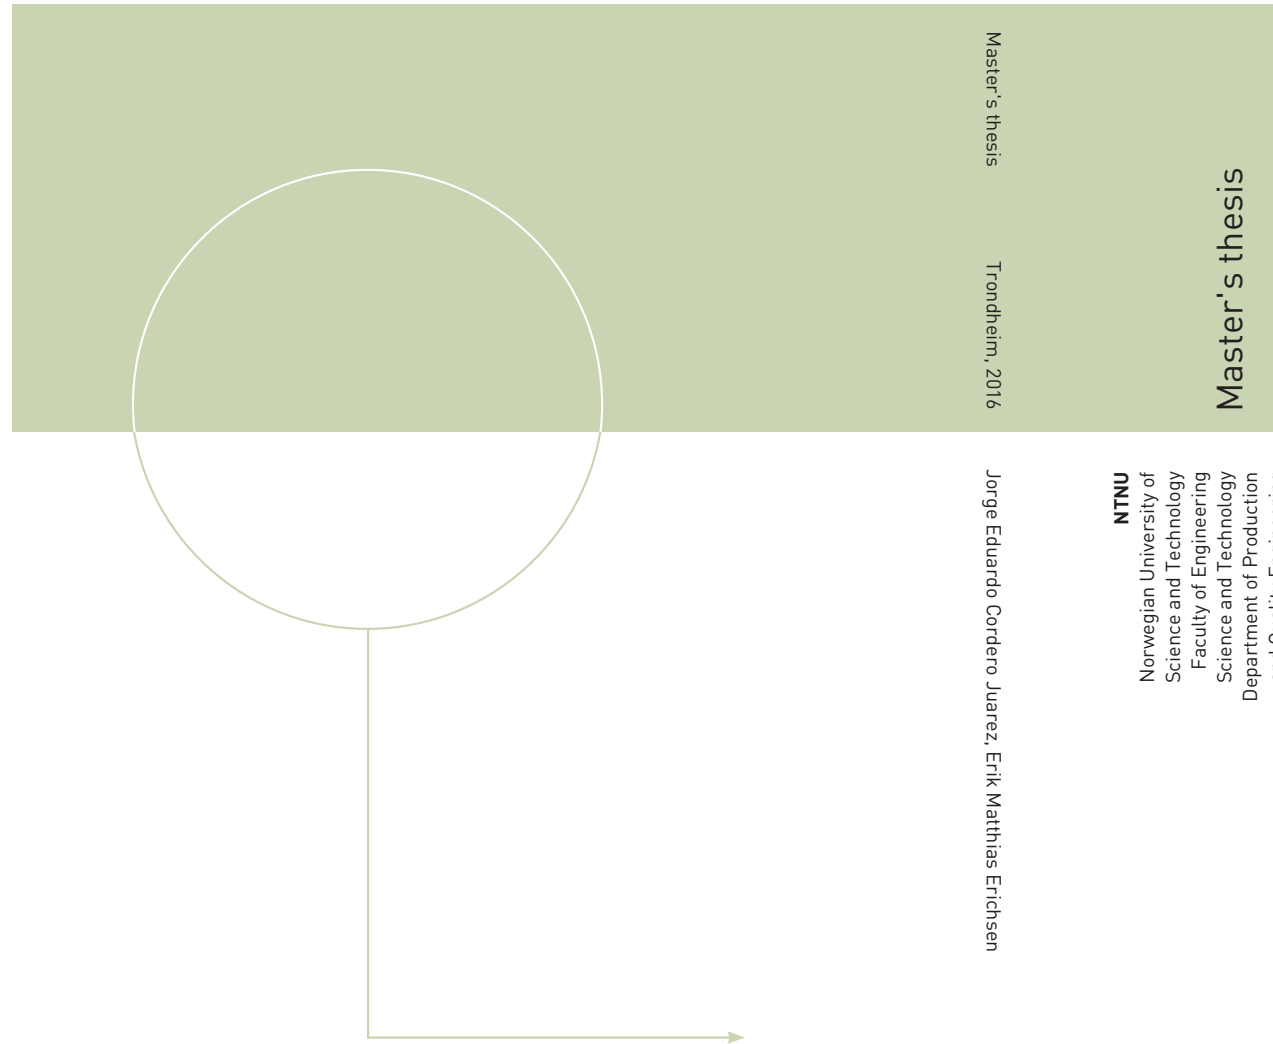 Master's thesis
Trondheim, 2016
Jorge Eduardo Cordero Juarez, Erik Matthias Erichsen
Master's thesis
NTNU
Norwegian University of
Science and Technology
Faculty of Engineering
Science and Technology
Department of Production